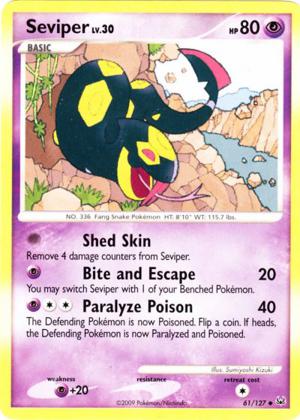 Seviper LV.30 HP 80
BASIC
NO. 336 Fang Snake Pokémon HT: 8'10" WT: 115.7 lbs.
Shed Skin
Remove 4 damage counters from Seviper.
Bite and Escape 20
You may switch Seviper with 1 of your Benched Pokémon.
Paralyze Poison 40
The Defending Pokémon is now Poisoned. Flip a coin. If heads,
the Defending Pokémon is now Paralyzed and Poisoned.
Illus. Sumiyoshi Kizuki
weakness resistance retreat cost
+20
©2009 Pokémon/Nintendo 61/127